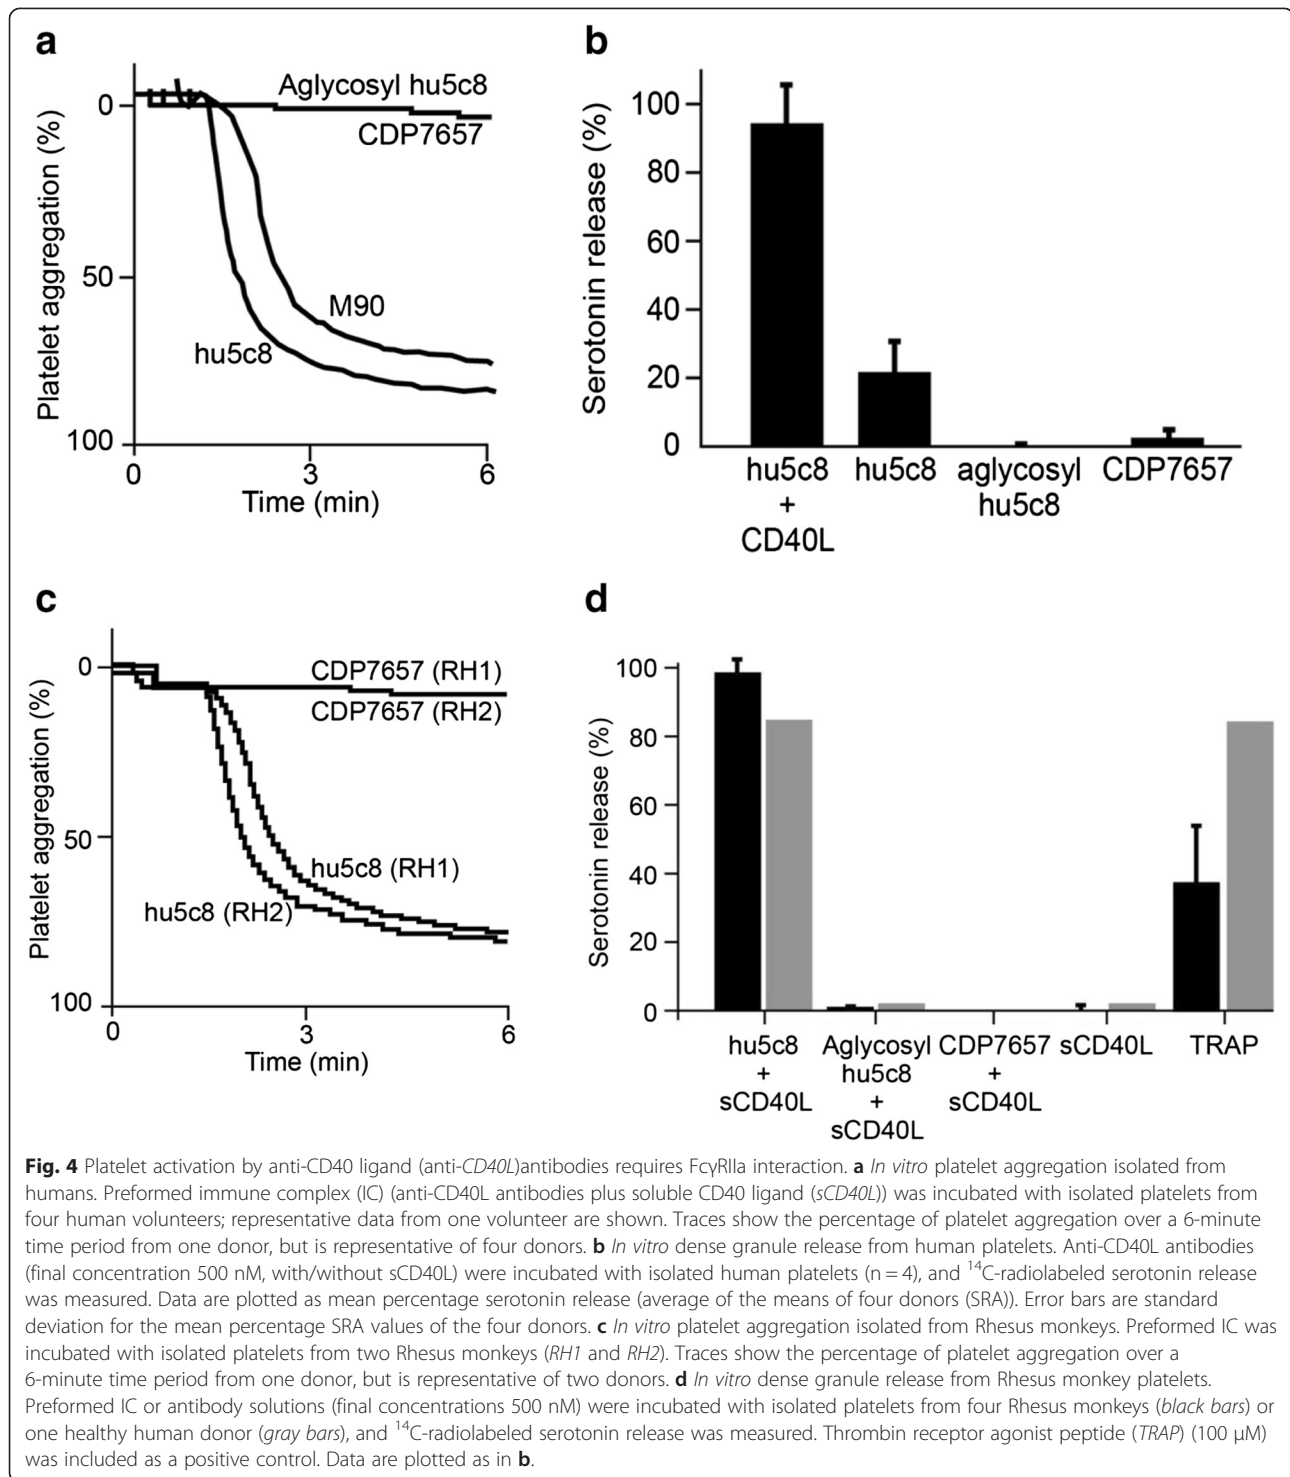 a
Platelet aggregation (%)
0
50
100
Aglycosyl hu5c8
CDP7657
M90
hu5c8
0
3
6
Time (min)
b
Serotonin release (%)
100
80
60
40
20
0
hu5c8
+
CD40L
hu5c8
aglycosyl
hu5c8
CDP7657
c
Platelet aggregation (%)
0
50
100
CDP7657 (RH1)
CDP7657 (RH2)
hu5c8 (RH1)
hu5c8 (RH2)
0
3
6
Time (min)
d
Serotonin release (%)
100
80
60
40
20
0
hu5c8
+
sCD40L
Aglycosyl
hu5c8
+
sCD40L
CDP7657
+
sCD40L
sCD40L
TRAP
Fig. 4 Platelet activation by anti-CD40 ligand (anti-CD40L)antibodies requires FcγRIIa interaction. a In vitro platelet aggregation isolated from
humans. Preformed immune complex (IC) (anti-CD40L antibodies plus soluble CD40 ligand (sCD40L)) was incubated with isolated platelets from
four human volunteers; representative data from one volunteer are shown. Traces show the percentage of platelet aggregation over a 6-minute
time period from one donor, but is representative of four donors. b In vitro dense granule release from human platelets. Anti-CD40L antibodies
(final concentration 500 nM, with/without sCD40L) were incubated with isolated human platelets (n = 4), and ¹⁴C-radiolabeled serotonin release
was measured. Data are plotted as mean percentage serotonin release (average of the means of four donors (SRA)). Error bars are standard
deviation for the mean percentage SRA values of the four donors. c In vitro platelet aggregation isolated from Rhesus monkeys. Preformed IC was
incubated with isolated platelets from two Rhesus monkeys (RH1 and RH2). Traces show the percentage of platelet aggregation over a
6-minute time period from one donor, but is representative of two donors. d In vitro dense granule release from Rhesus monkey platelets.
Preformed IC or antibody solutions (final concentrations 500 nM) were incubated with isolated platelets from four Rhesus monkeys (black bars) or
one healthy human donor (gray bars), and ¹⁴C-radiolabeled serotonin release was measured. Thrombin receptor agonist peptide (TRAP) (100 μM)
was included as a positive control. Data are plotted as in b.